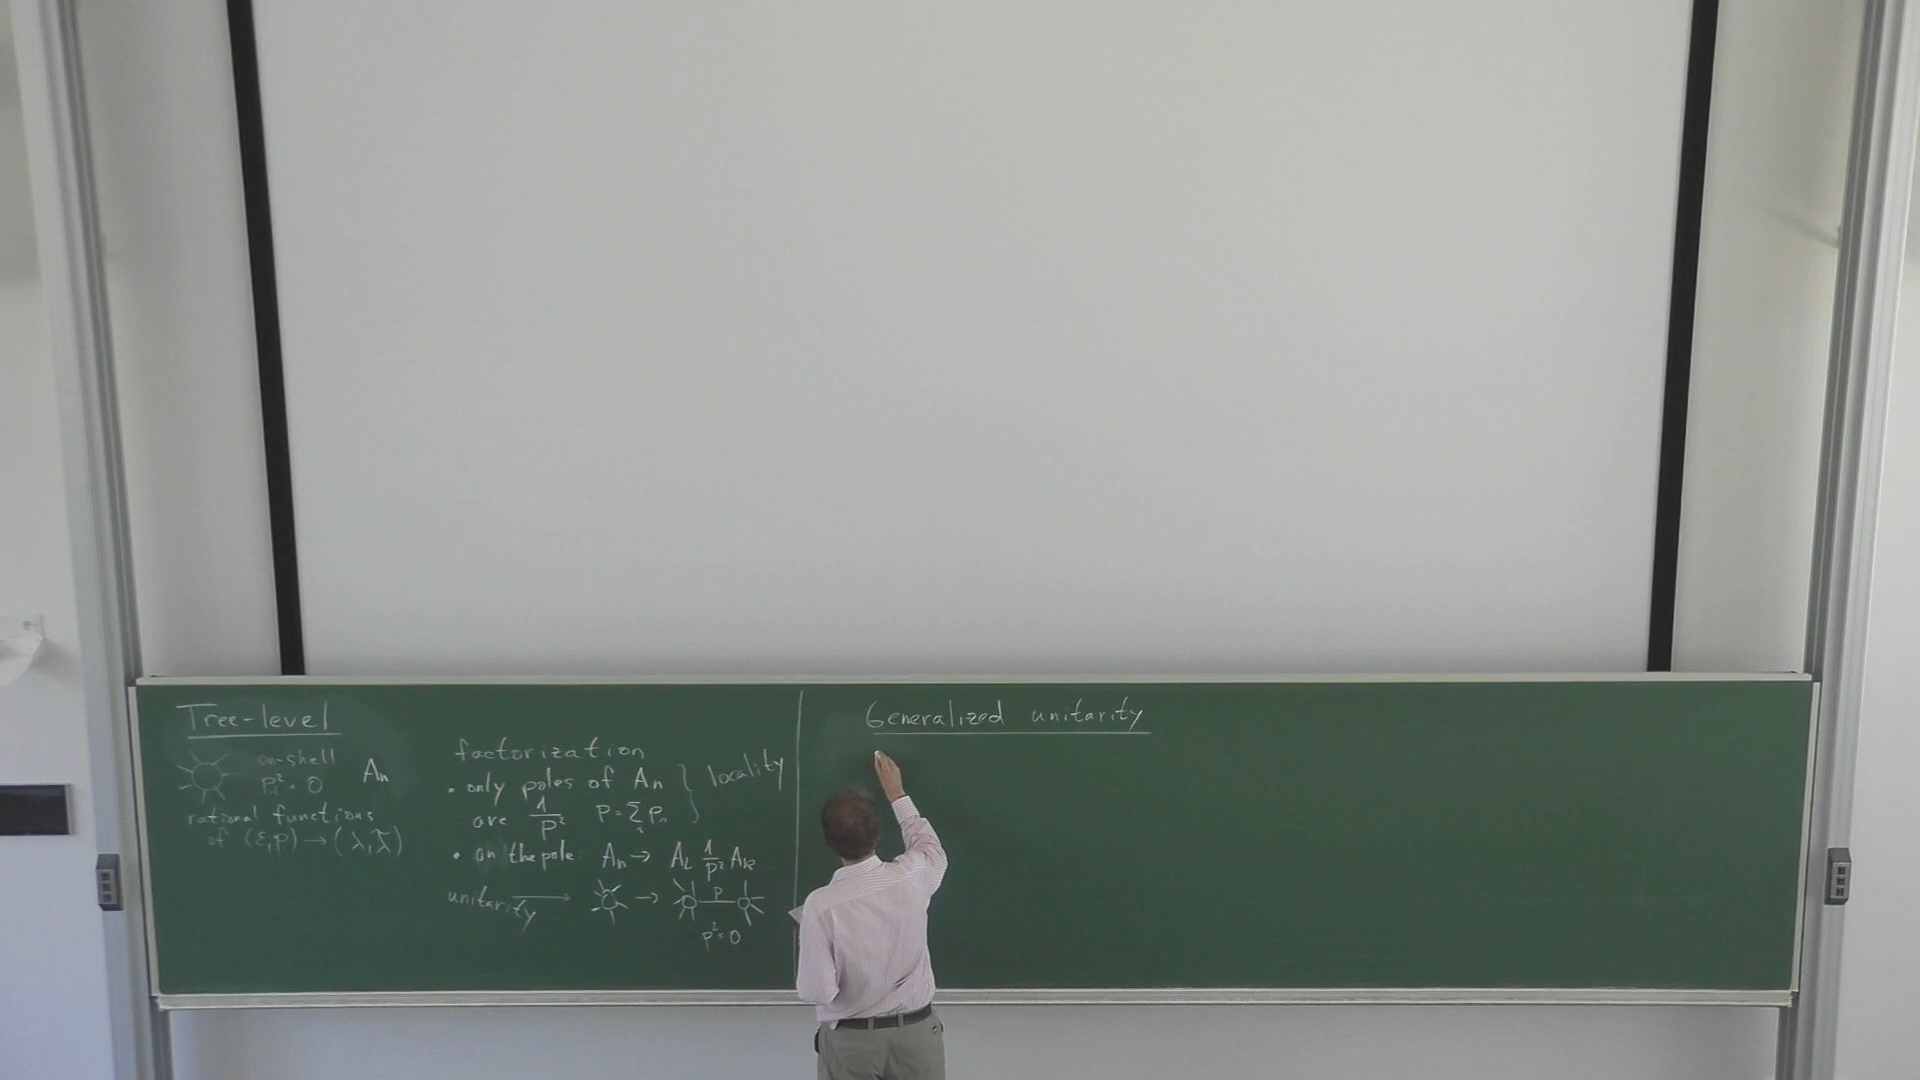 Tree-level
on-shell
p_i^2 = 0
A_n
rational functions
of (ε,p) → (λ,λ̃)
factorization
• only poles of A_n
are 1/P^2 P = Σ p_i
} locality
• on the pole: A_n → A_L 1/P^2 A_R
unitarity → →
P
P^2 = 0
Generalized unitarity